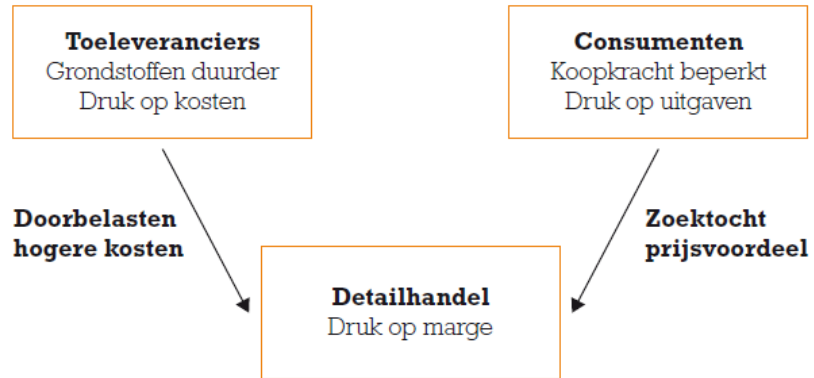 Toeleveranciers
Grondstoffen duurder
Druk op kosten
Consumenten
Koopkracht beperkt
Druk op uitgaven
Doorbelasten
hogere kosten
Zoektocht
prijsvoordeel
Detailhandel
Druk op marge